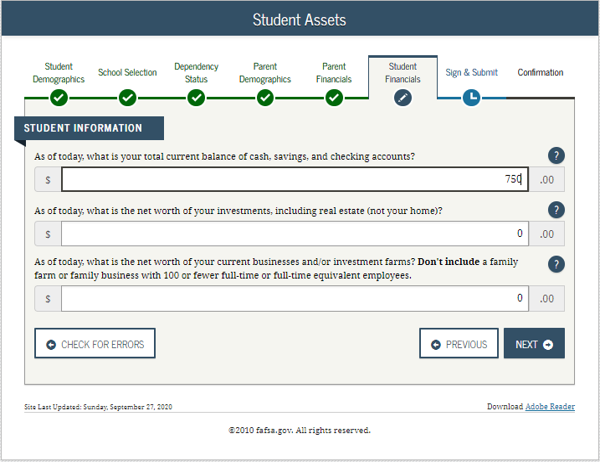 Student Assets
Student Demographics
School Selection
Dependency Status
Parent Demographics
Parent Financials
Student Financials
Sign & Submit
Confirmation
STUDENT INFORMATION
As of today, what is your total current balance of cash, savings, and checking accounts? ?
$ 750 .00
As of today, what is the net worth of your investments, including real estate (not your home)? ?
$ 0 .00
As of today, what is the net worth of your current businesses and/or investment farms? Don't include a family ?
farm or family business with 100 or fewer full-time or full-time equivalent employees.
$ 0 .00
CHECK FOR ERRORS PREVIOUS NEXT
Site Last Updated: Sunday, September 27, 2020 Download Adobe Reader
©2010 fafsa.gov. All rights reserved.